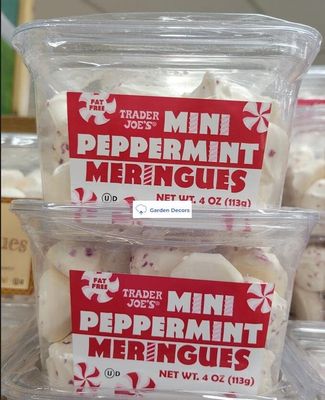 FAT
FREE
TRADER
JOE'S®
MINI
PEPPERMINT
MERINGUES
U D
NET WT. 4 OZ (113g)
Garden Decors
FAT
FREE
TRADER
JOE'S®
MINI
PEPPERMINT
MERINGUES
U D
NET WT. 4 OZ (113g)
ues